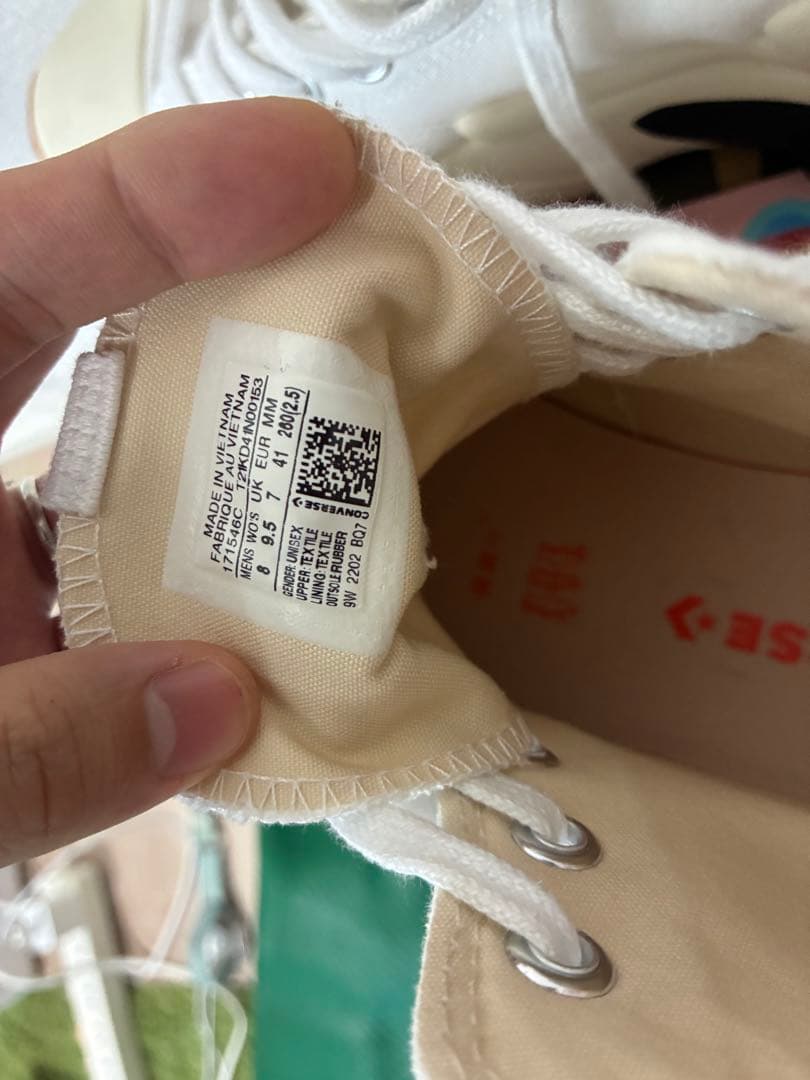 MADE IN VIETNAM
FABRIQUE AU VIETNAM
171546C T21KD41N00153
MENS WO'S UK EUR MM
8 9.5 7 41 260(2.5)
CONVERSE
GENDER: UNISEX
UPPER: TEXTILE
LINING: TEXTILE
OUTSOLE RUBBER
9W 2202 BQ7